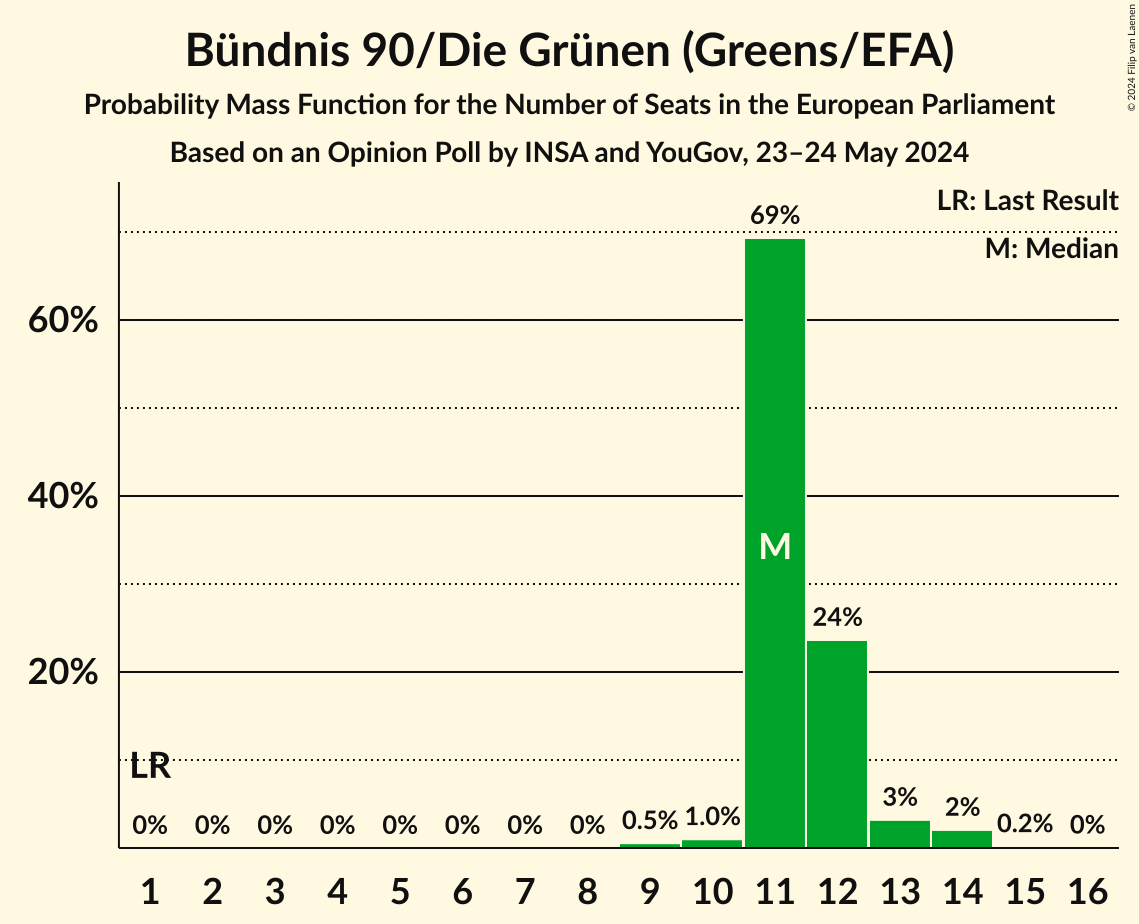 Bündnis 90/Die Grünen (Greens/EFA)
Probability Mass Function for the Number of Seats in the European Parliament
Based on an Opinion Poll by INSA and YouGov, 23–24 May 2024
© 2024 Filip van Laenen
LR: Last Result
M: Median
69%
60%
40%
M
24%
20%
LR
0% 0% 0% 0% 0% 0% 0% 0% 0.5% 1.0% 3% 2% 0.2% 0%
1 2 3 4 5 6 7 8 9 10 11 12 13 14 15 16